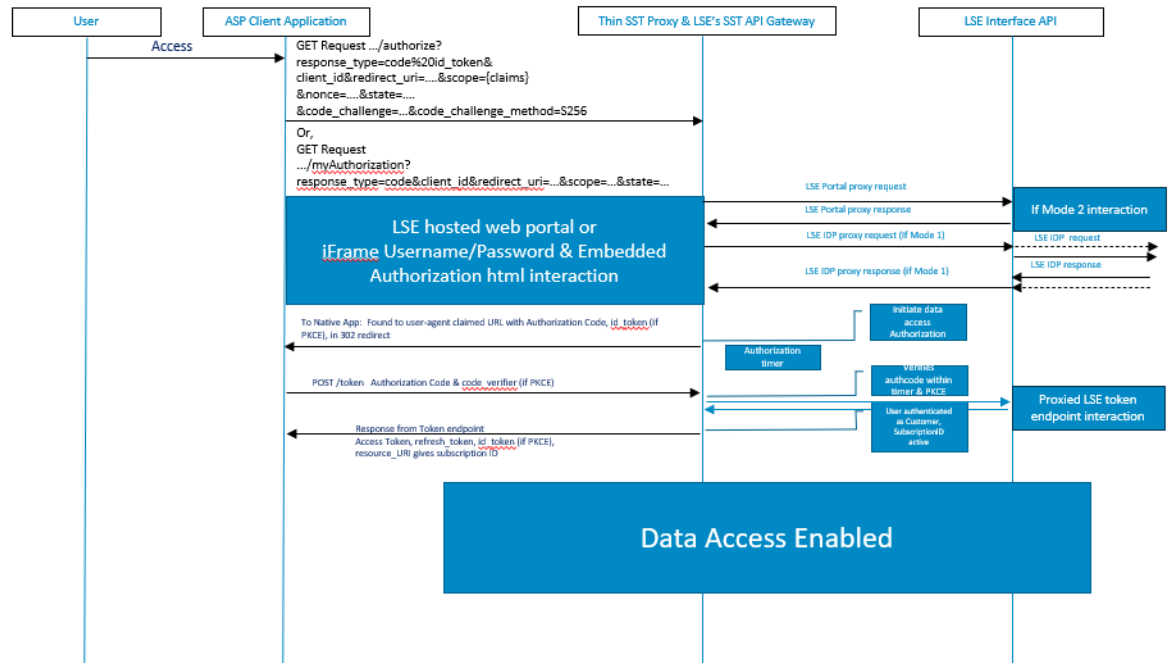 User
ASP Client Application
Thin SST Proxy & LSE's SST API Gateway
LSE Interface API
Access
GET Request .../authorize?
response_type=code%20id_token&
client_id&redirect_uri=....&scope={claims}
&nonce=....&state=....
&code_challenge=...&code_challenge_method=S256
Or,
GET Request
.../myAuthorization?
response_type=code&client_id&redirect_uri=...&scope=...&state=...
LSE Portal proxy request
LSE Portal proxy response
If Mode 2 interaction
LSE hosted web portal or
iFrame Username/Password & Embedded
Authorization html interaction
LSE IDP proxy request (If Mode 1)
LSE IDP request
LSE IDP proxy response (if Mode 1)
LSE IDP response
To Native App: Found to user-agent claimed URL with Authorization Code, id_token (if
PKCE), in 302 redirect
Initiate data
access
Authorization
Authorization
timer
POST /token Authorization Code & code_verifier (if PKCE)
Verifies
authcode within
timer & PKCE
Proxied LSE token
endpoint interaction
User authenticated
as Customer,
SubscriptionID
active
Response from Token endpoint
Access Token, refresh_token, id_token (if PKCE),
resource_URI gives subscription ID
Data Access Enabled